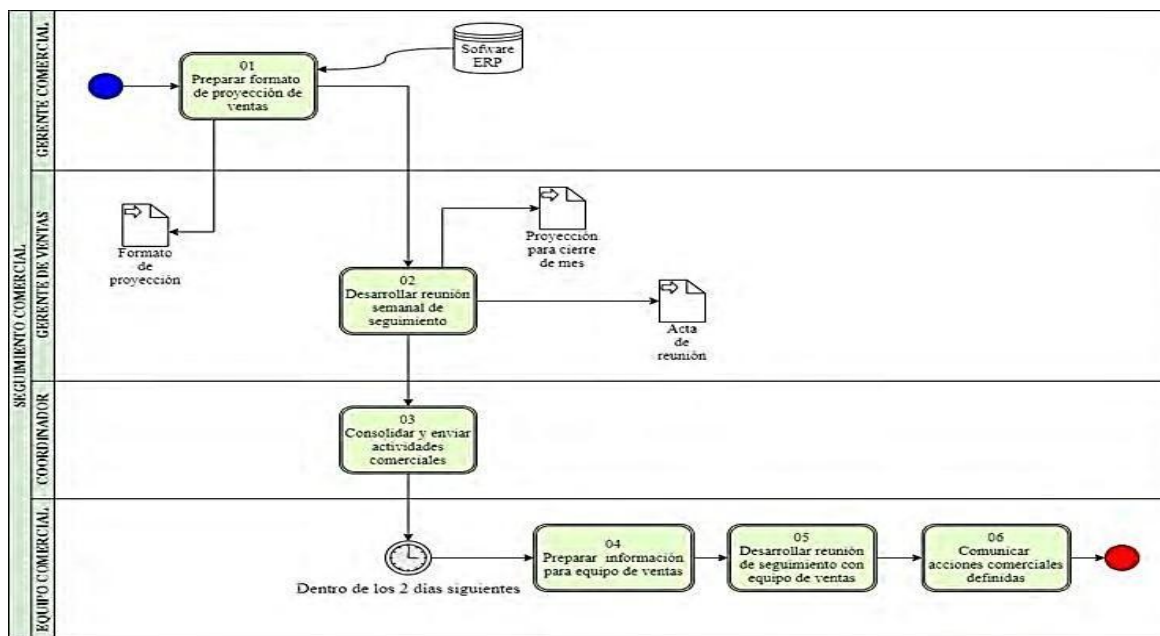 SEGUIMIENTO COMERCIAL
GERENTE COMERCIAL
01
Preparar formato
de proyección de
ventas
Sofware
ERP
GERENTE DE VENTAS
Formato
de
proyección
Proyección
para cierre
de mes
02
Desarrollar reunión
semanal de
seguimiento
Acta
de
reunión
COORDINADOR
03
Consolidar y enviar
actividades
comerciales
EQUIPO COMERCIAL
Dentro de los 2 días siguientes
04
Preparar información
para equipo de ventas
05
Desarrollar reunión
de seguimiento con
equipo de ventas
06
Comunicar
acciones comerciales
definidas